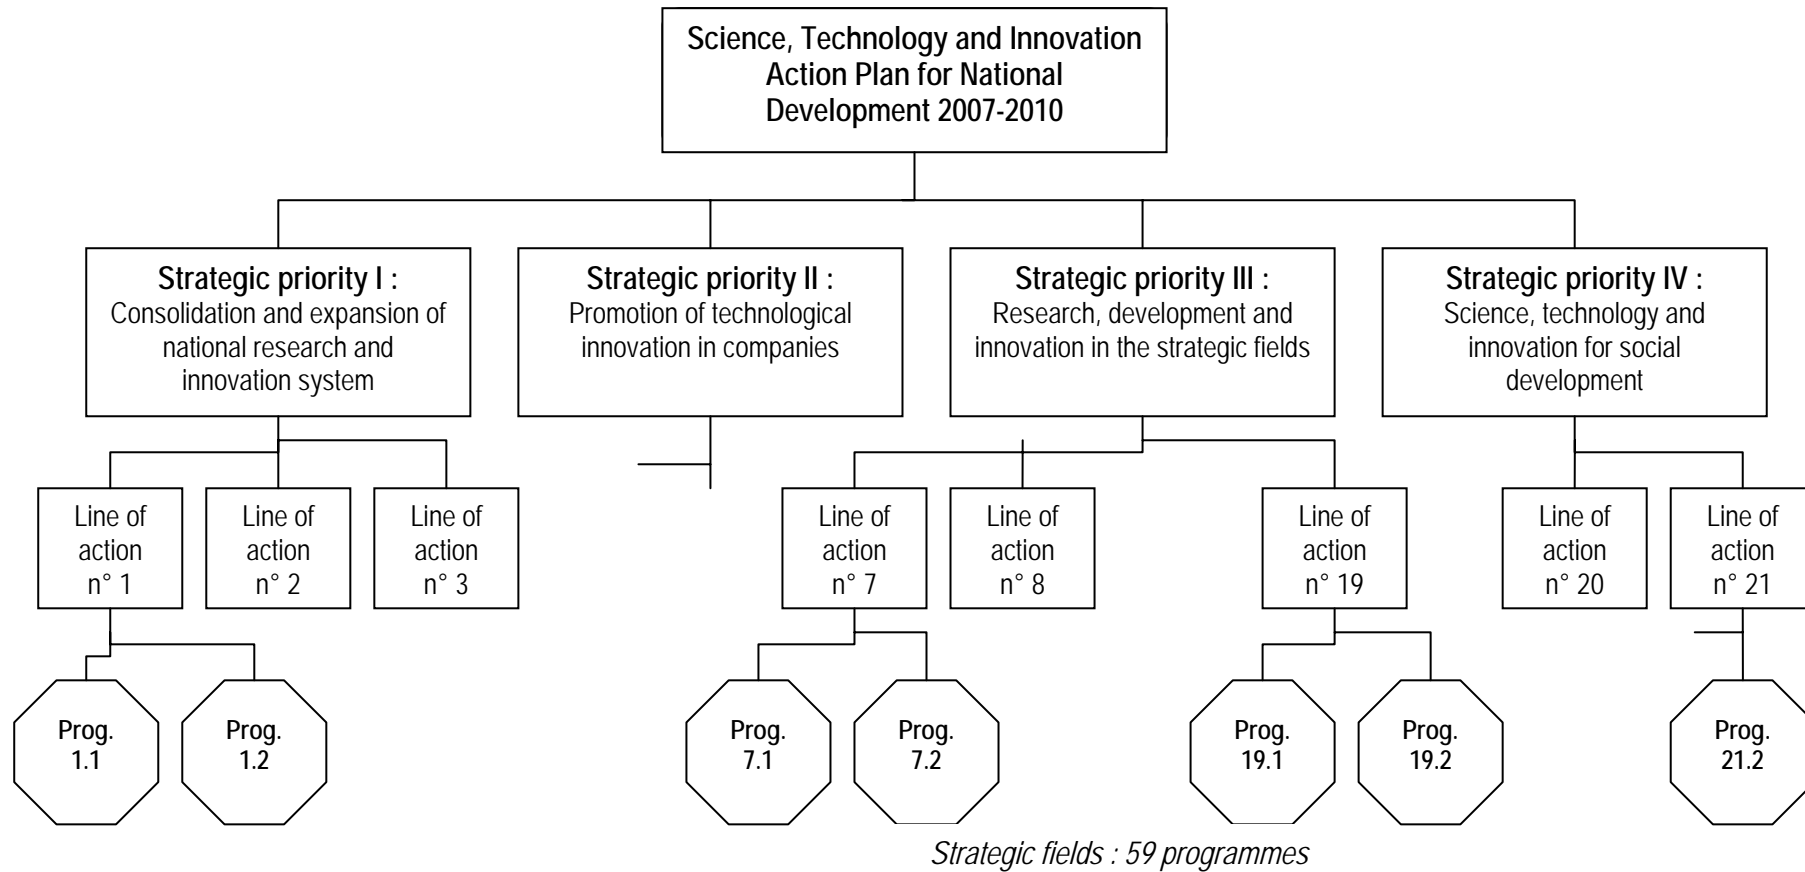 Science, Technology and Innovation
Action Plan for National
Development 2007-2010
Strategic priority I :
Consolidation and expansion of
national research and
innovation system
Strategic priority II :
Promotion of technological
innovation in companies
Strategic priority III :
Research, development and
innovation in the strategic fields
Strategic priority IV :
Science, technology and
innovation for social
development
Line of
action
n° 1
Line of
action
n° 2
Line of
action
n° 3
Line of
action
n° 7
Line of
action
n° 8
Line of
action
n° 19
Line of
action
n° 20
Line of
action
n° 21
Prog.
1.1
Prog.
1.2
Prog.
7.1
Prog.
7.2
Prog.
19.1
Prog.
19.2
Prog.
21.2
Strategic fields : 59 programmes